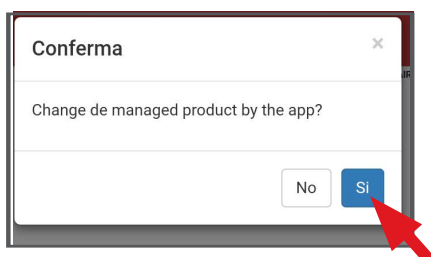 Conferma
×
Change de managed product by the app?
No
Si